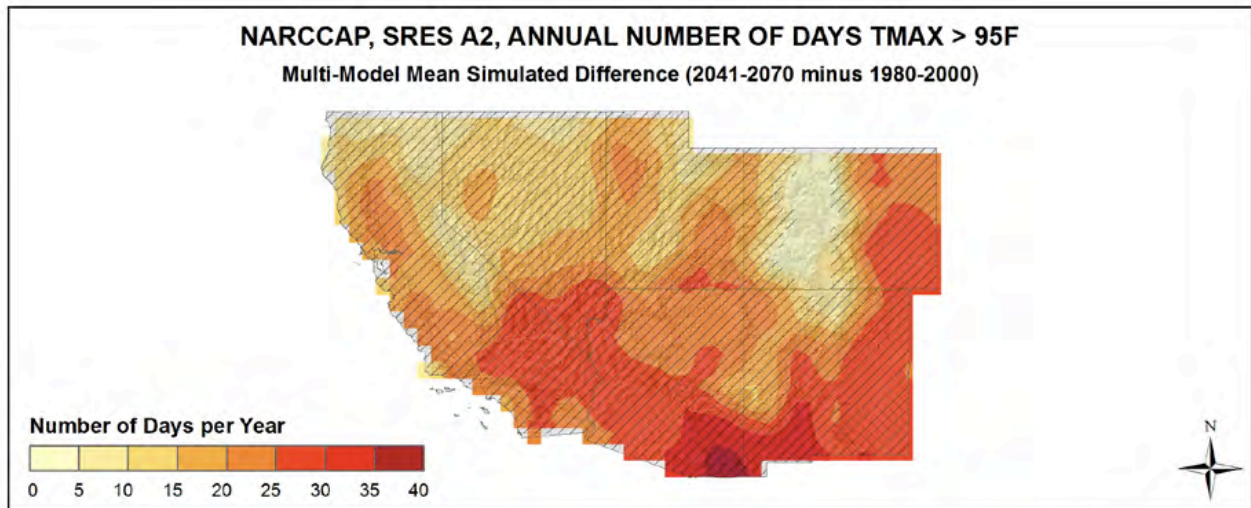 NARCCAP, SRES A2, ANNUAL NUMBER OF DAYS TMAX > 95F
Multi-Model Mean Simulated Difference (2041-2070 minus 1980-2000)
Number of Days per Year
0 5 10 15 20 25 30 35 40
N